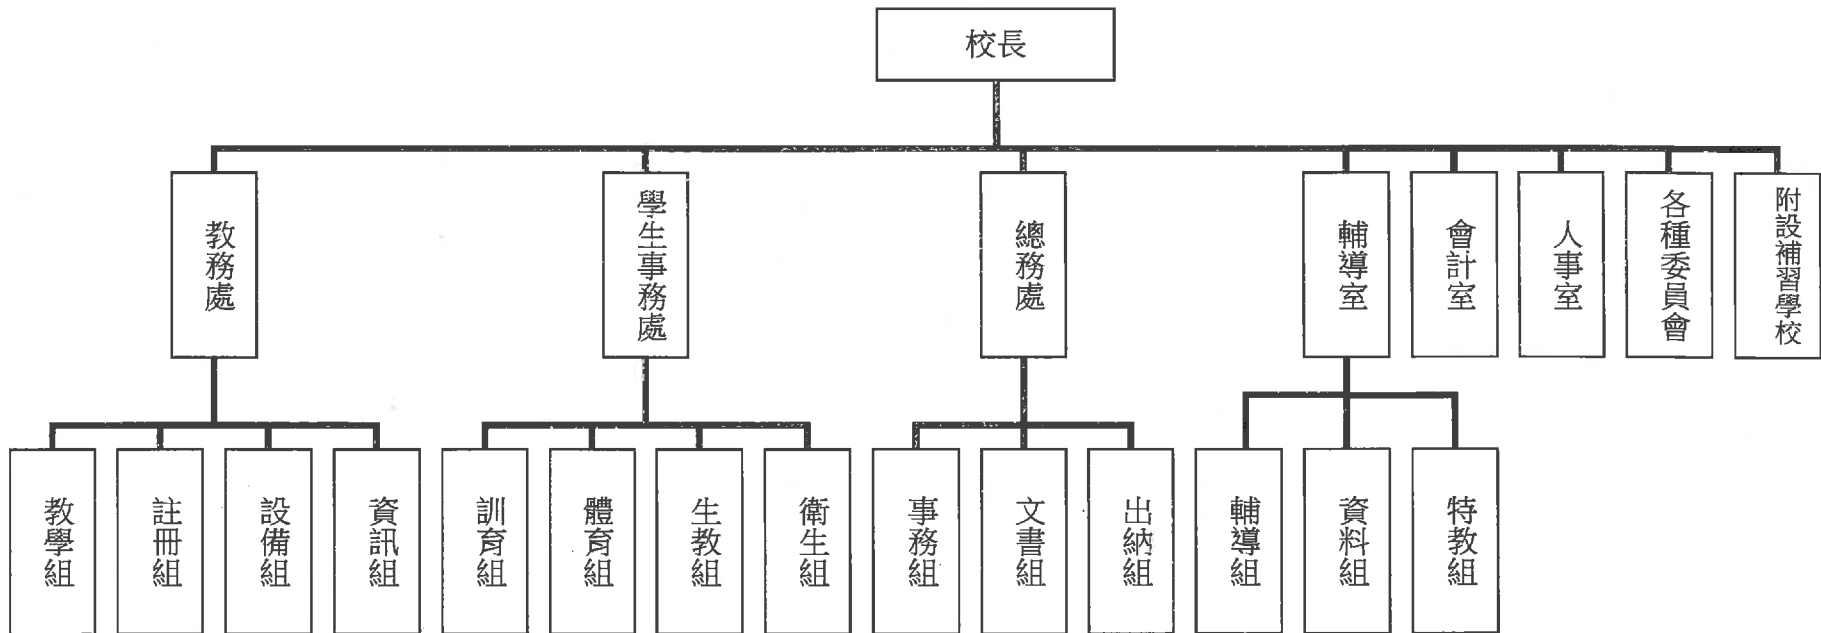 校長
教務處
學生事務處
總務處
輔導室
會計室
人事室
各種委員會
附設補習學校
教學組
註冊組
設備組
資訊組
訓育組
體育組
生教組
衛生組
事務組
文書組
出納組
輔導組
資料組
特教組